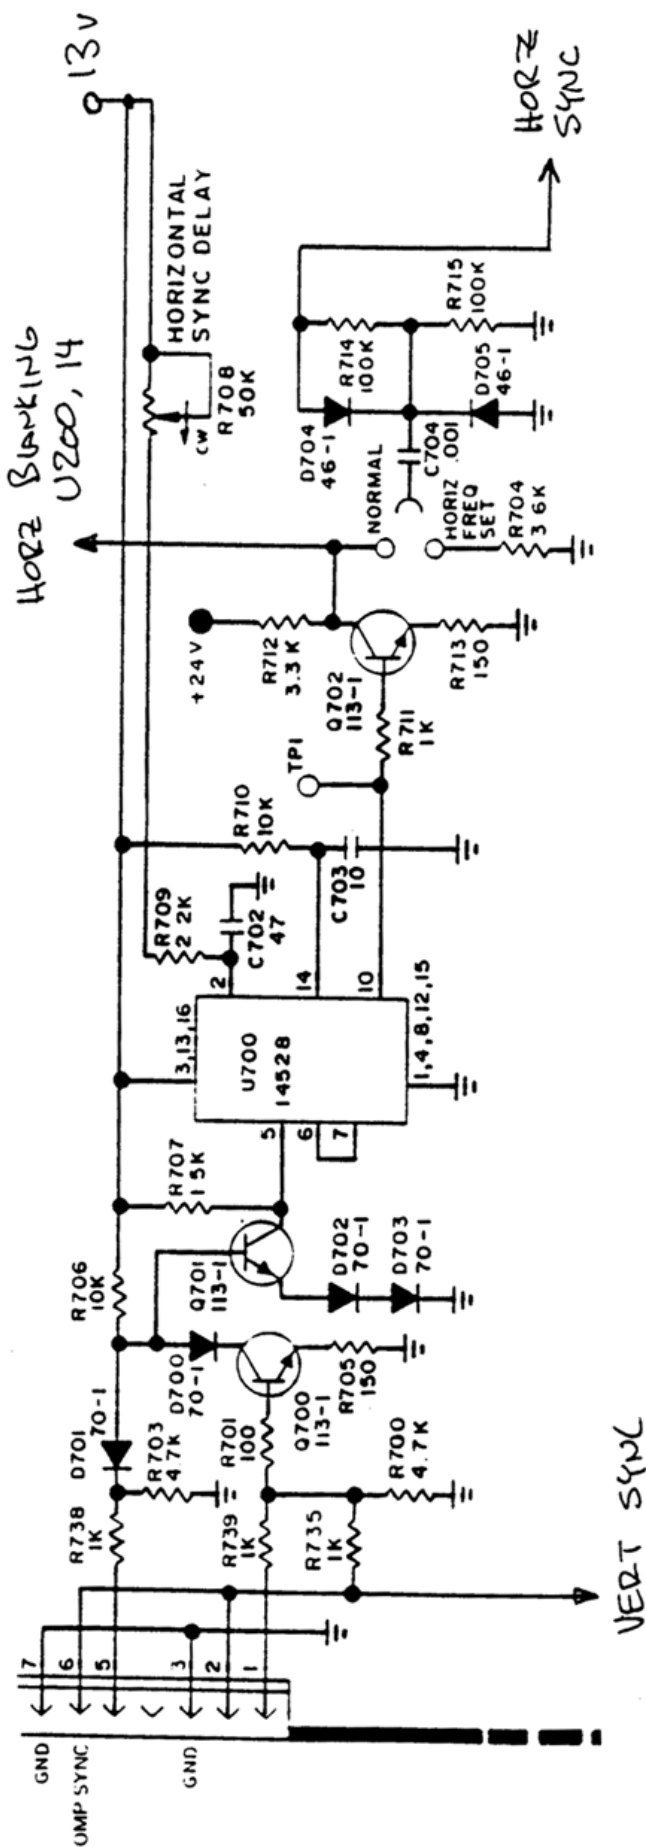 GND
UMP SYNC
GND
7
6
5
3
2
1
VERT SYNC
R738
1K
D701
70-1
R703
4.7K
R739
1K
R701
100
R735
1K
R700
4.7K
Q700
113-1
R705
150
D700
70-1
R706
10K
Q701
113-1
D702
70-1
D703
70-1
R707
15K
5
6
7
U700
14528
3,13,16
2
14
10
1,4,8,12,15
R709
2 2K
C702
47
R710
10K
C703
10
TP1
R711
1K
+24V
R712
3.3K
Q702
113-1
R713
150
HORZ BLANKING
U200, 14
CW
R708
50K
HORIZONTAL
SYNC DELAY
13V
NORMAL
HORIZ
FREQ
SET
R704
3 6K
C704
.001
D704
46-1
R714
100K
D705
46-1
R715
100K
HORZ
SYNC